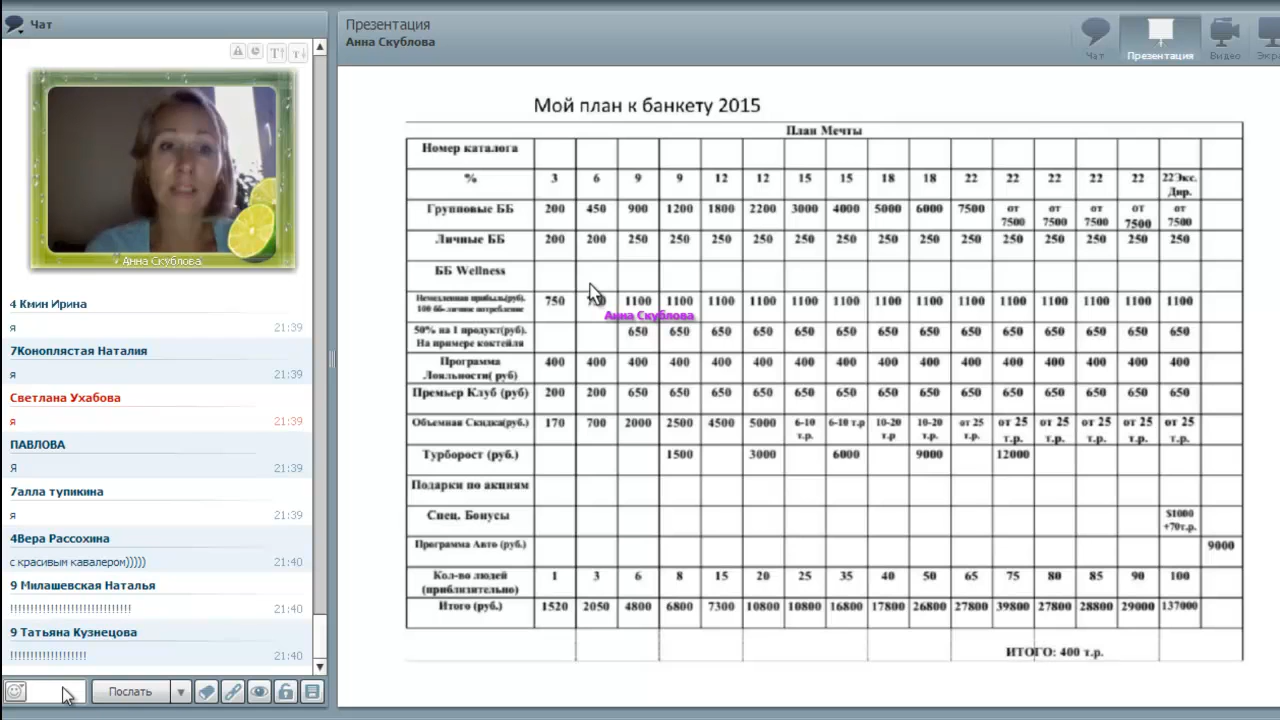 Чат
Анна Скублова
4 Кмин Ирина
я 21:39
7Коноплястая Наталия
я 21:39
Светлана Ухабова
я 21:39
ПАВЛОВА
Я 21:39
7алла тупикина
я 21:39
4Вера Рассохина
с красивым кавалером))))) 21:40
9 Милашевская Наталья
!!!!!!!!!!!!!!!!!!!!!!!!!!!!!! 21:40
9 Татьяна Кузнецова
!!!!!!!!!!!!!!!!!!! 21:40
Послать
Презентация
Анна Скублова
Чат Презентация Видео
Мой план к банкету 2015
План Мечты
Номер каталога
% 3 6 9 9 12 12 15 15 18 18 22 22 22 22 22 22Экс. Дир.
Групповые ББ 200 450 900 1200 1800 2200 3000 4000 5000 6000 7500 от 7500 от 7500 от 7500 от 7500 от 7500
Личные ББ 200 200 250 250 250 250 250 250 250 250 250 250 250 250 250 250
ББ Wellness
Немедленная прибыль(руб). 750 1100 1100 1100 1100 1100 1100 1100 1100 1100 1100 1100 1100 1100 1100
100 бб-личное потребление
Анна Скублова
50% на 1 продукт(руб). 650 650 650 650 650 650 650 650 650 650 650 650 650 650
На примере коктейля
Программа 400 400 400 400 400 400 400 400 400 400 400 400 400 400 400 400
Лояльности( руб)
Премьер Клуб (руб) 200 200 650 650 650 650 650 650 650 650 650 650 650 650 650 650
Объемная Скидка(руб.) 170 700 2000 2500 4500 5000 6-10 т.р. 6-10 т.р 10-20 т.р 10-20 т.р. от 25 т.р. от 25 т.р. от 25 т.р. от 25 т.р. от 25 т.р. от 25 т.р.
Турборост (руб.) 1500 3000 6000 9000 12000
Подарки по акциям
Спец. Бонусы $1000 +70т.р.
Программа Авто (руб.) 9000
Кол-во людей 1 3 6 8 15 20 25 35 40 50 65 75 80 85 90 100
(приблизительно)
Итого (руб.) 1520 2050 4800 6800 7300 10800 10800 16800 17800 26800 27800 39800 27800 28800 29000 137000
ИТОГО: 400 т.р.